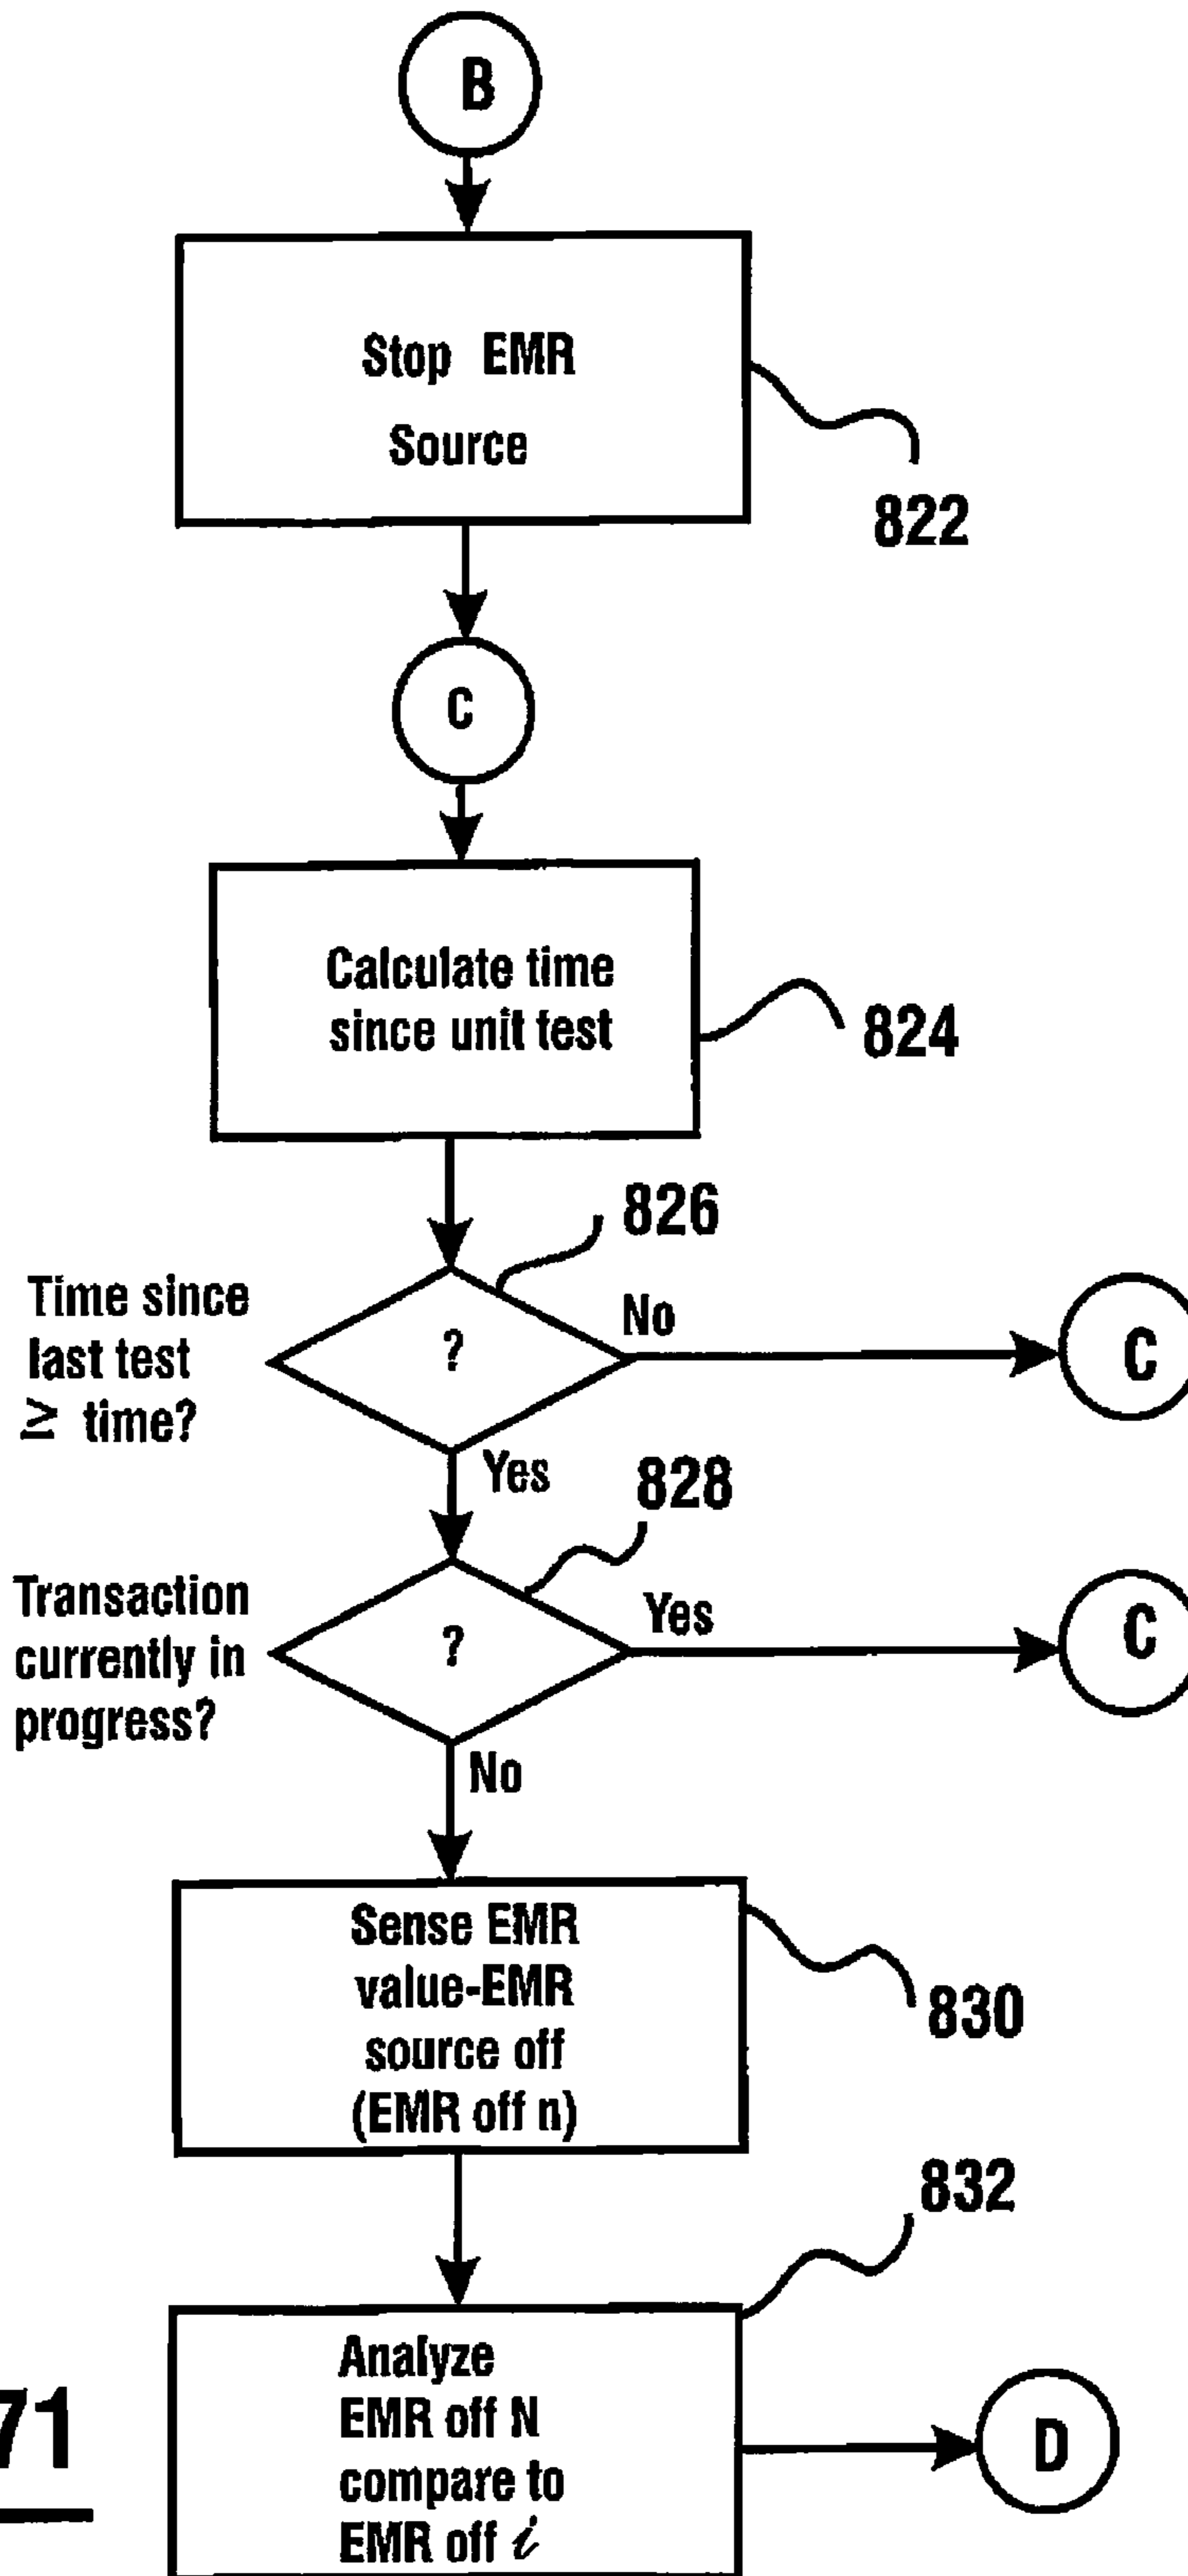 B
Stop EMR
Source
822
C
Calculate time
since unit test
824
826
Time since
last test
≥ time?
?
No
C
Yes
828
Transaction
currently in
progress?
?
Yes
C
No
Sense EMR
value-EMR
source off
(EMR off n)
830
832
Analyze
EMR off N
compare to
EMR off i
D
71